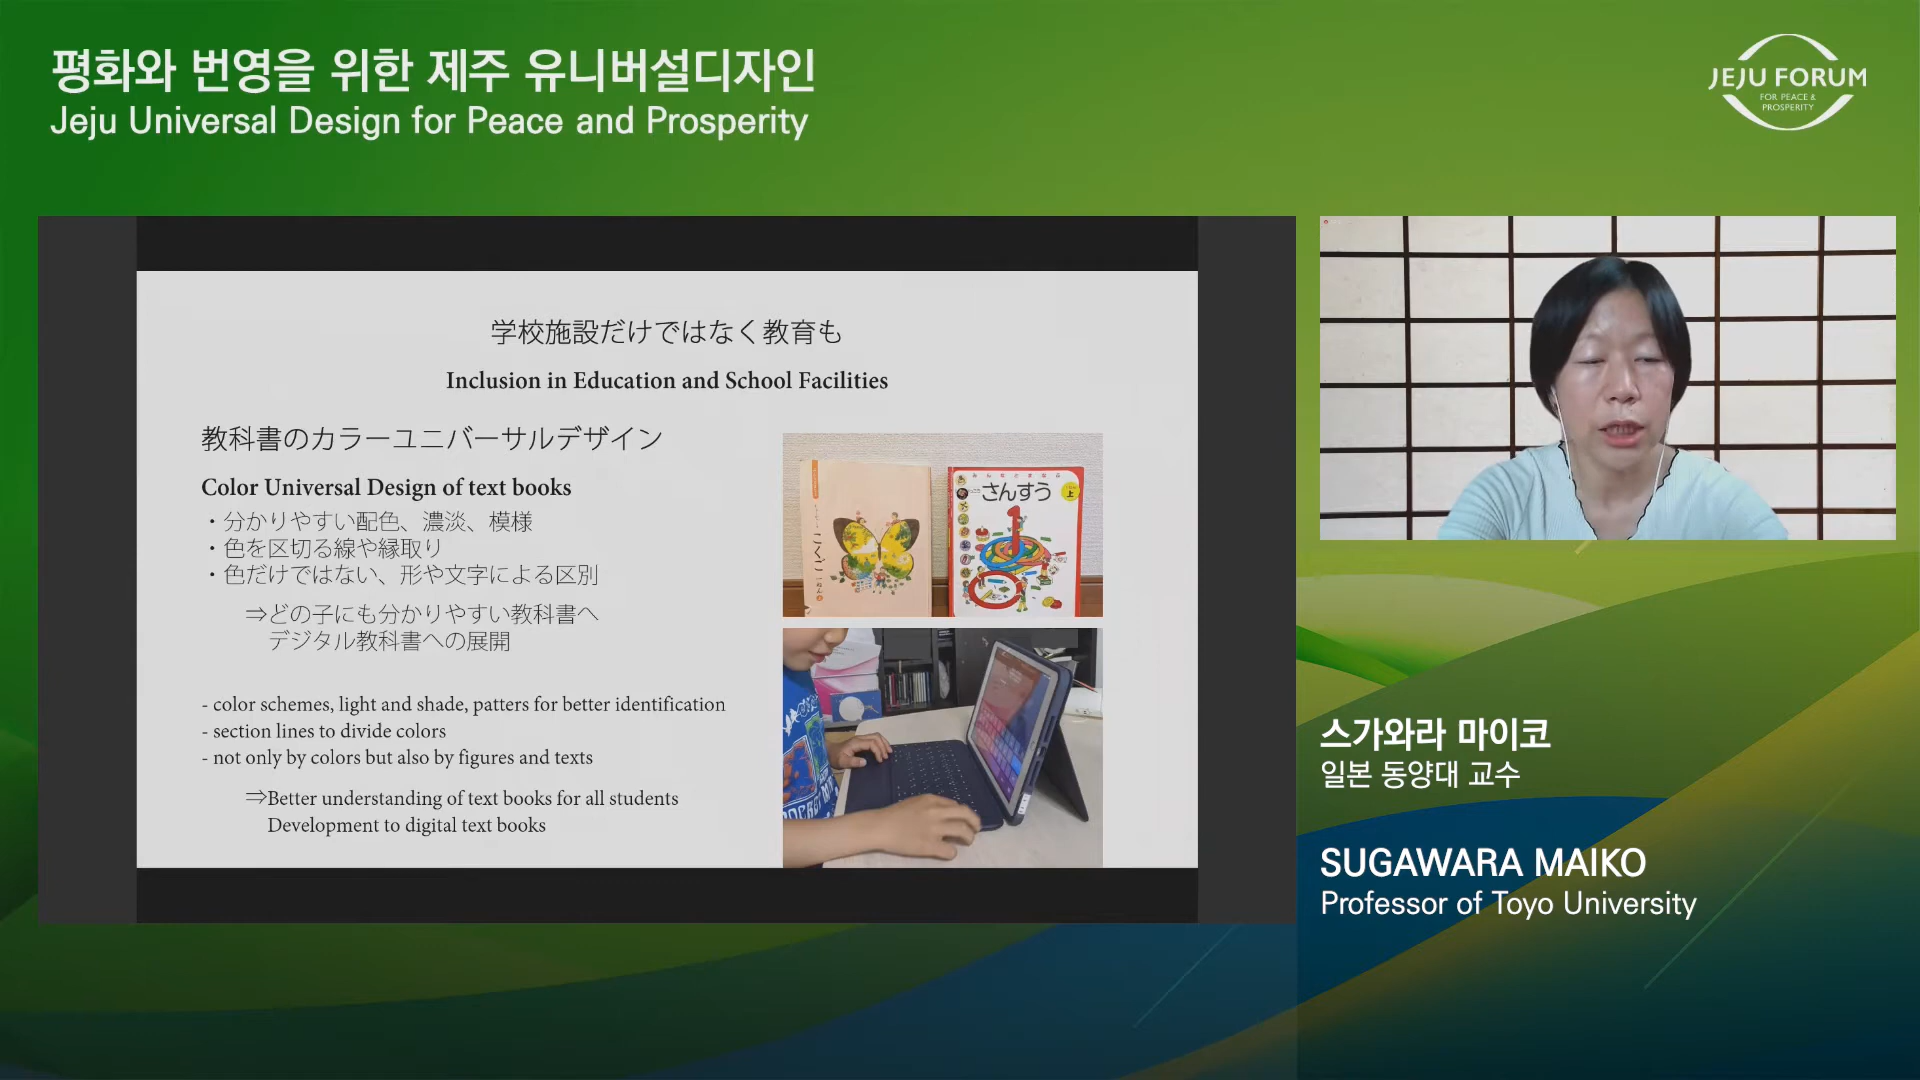 평화와 번영을 위한 제주 유니버설디자인
Jeju Universal Design for Peace and Prosperity
JEJU FORUM
FOR PEACE &
PROSPERITY
学校施設だけではなく教育も
Inclusion in Education and School Facilities
教科書のカラーユニバーサルデザイン
Color Universal Design of text books
・分かりやすい配色、濃淡、模様
・色を区切る線や縁取り
・色だけではない、形や文字による区別
⇒どの子にも分かりやすい教科書へ
デジタル教科書への展開
- color schemes, light and shade, patters for better identification
- section lines to divide colors
- not only by colors but also by figures and texts
⇒Better understanding of text books for all students
Development to digital text books
こくご
さんすう
上
스가와라 마이코
일본 동양대 교수
SUGAWARA MAIKO
Professor of Toyo University